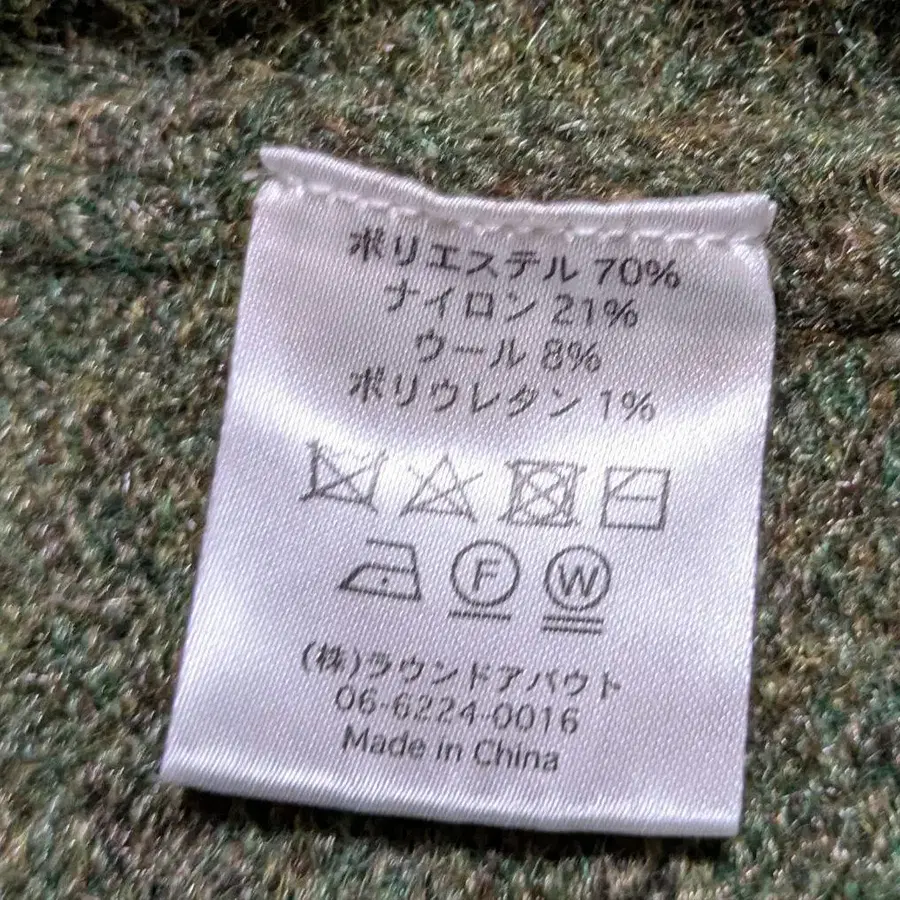 ポリエステル 70%
ナイロン 21%
ウール 8%
ポリウレタン 1%
F W
(株)ラウンドアバウト
06-6224-0016
Made in China